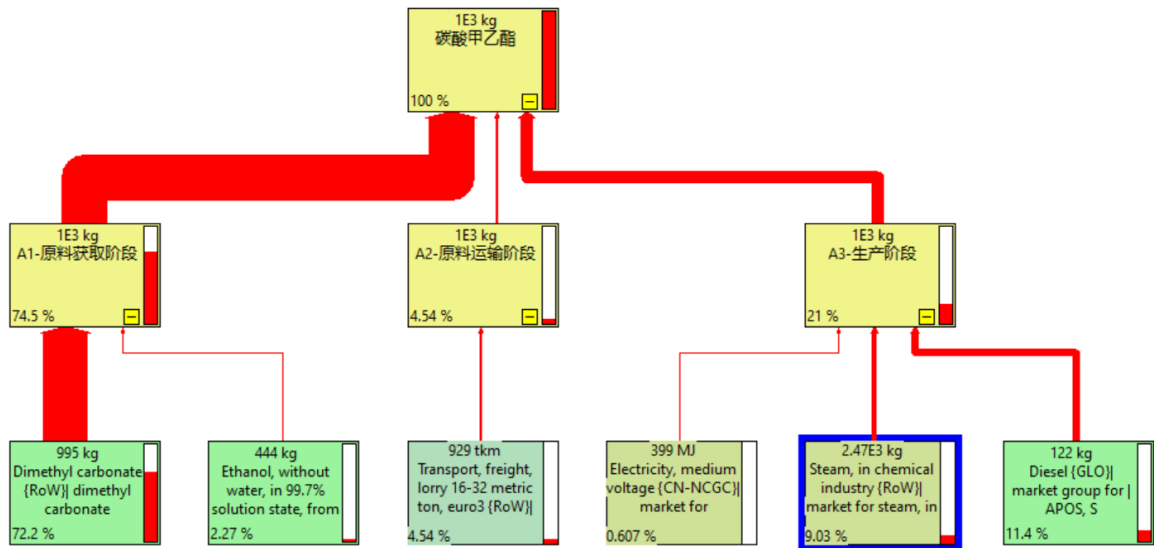 1E3 kg
碳酸甲乙酯
100 %
1E3 kg
A1-原料获取阶段
74.5 %
1E3 kg
A2-原料运输阶段
4.54 %
1E3 kg
A3-生产阶段
21 %
995 kg
Dimethyl carbonate
{RoW}| dimethyl
carbonate
72.2 %
444 kg
Ethanol, without
water, in 99.7%
solution state, from
2.27 %
929 tkm
Transport, freight,
lorry 16-32 metric
ton, euro3 {RoW}|
4.54 %
399 MJ
Electricity, medium
voltage {CN-NCGC}|
market for
0.607 %
2.47E3 kg
Steam, in chemical
industry {RoW}|
market for steam, in
9.03 %
122 kg
Diesel {GLO}|
market group for |
APOS, S
11.4 %